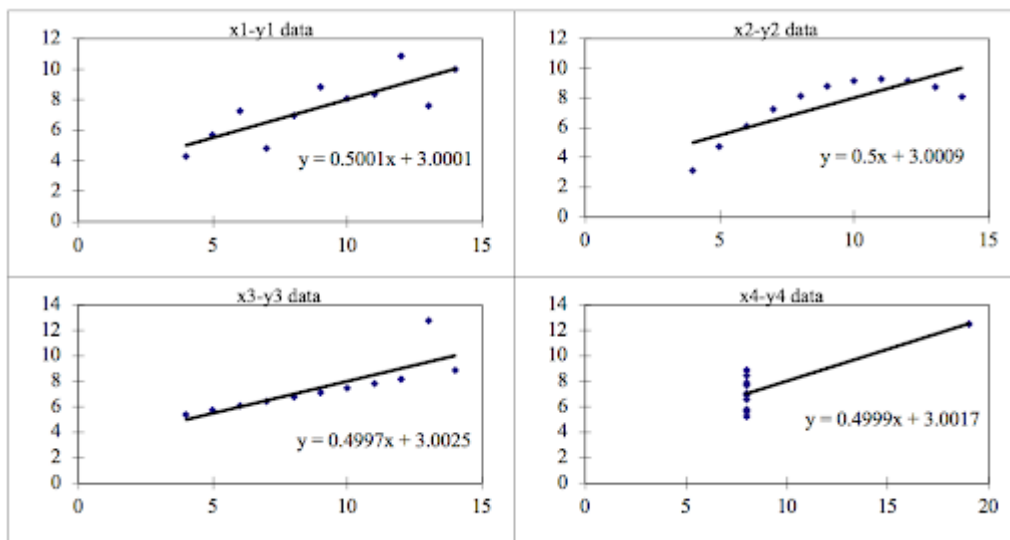 x1-y1 data
12
10
8
6
4
2
0
y = 0.5001x + 3.0001
0 5 10 15
x2-y2 data
12
10
8
6
4
2
0
y = 0.5x + 3.0009
0 5 10 15
x3-y3 data
14
12
10
8
6
4
2
0
y = 0.4997x + 3.0025
0 5 10 15
x4-y4 data
14
12
10
8
6
4
2
0
y = 0.4999x + 3.0017
0 5 10 15 20